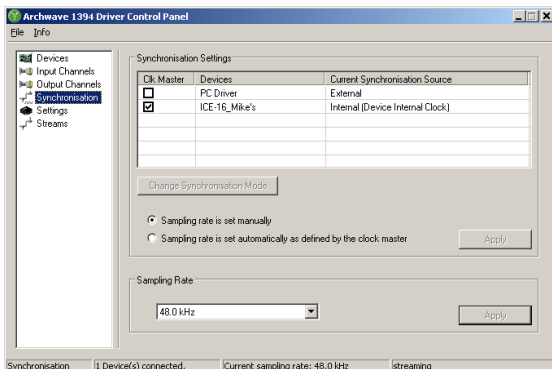 Archwave 1394 Driver Control Panel
File Info
Devices
Input Channels
Output Channels
Synchronisation
Settings
Streams
Synchronisation Settings
Clk Master Devices Current Synchronisation Source
PC Driver External
ICE-16_Mike's Internal (Device Internal Clock)
Change Synchronisation Mode
Sampling rate is set manually
Sampling rate is set automatically as defined by the clock master
Apply
Sampling Rate
48.0 kHz
Apply
Synchronisation 1 Device(s) connected. Current sampling rate: 48.0 kHz streaming